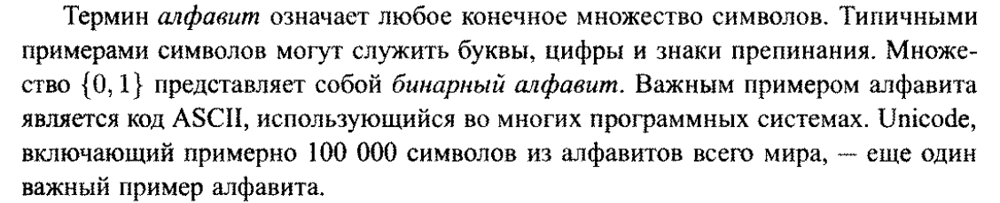 Термин алфавит означает любое конечное множество символов. Типичными
примерами символов могут служить буквы, цифры и знаки препинания. Множе-
ство {0, 1} представляет собой бинарный алфавит. Важным примером алфавита
является код ASCII, использующийся во многих программных системах. Unicode,
включающий примерно 100 000 символов из алфавитов всего мира, — еще один
важный пример алфавита.